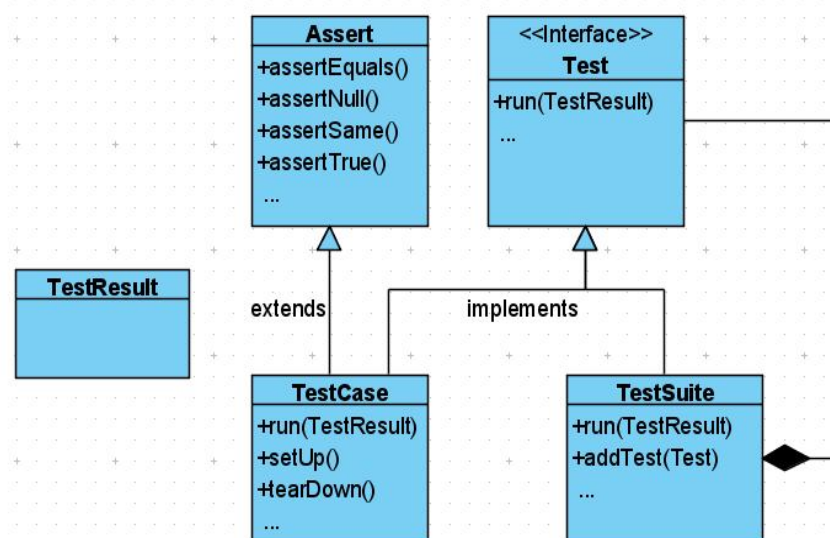 Assert
+assertEquals()
+assertNull()
+assertSame()
+assertTrue()
...
<<Interface>>
Test
+run(TestResult)
...
TestResult
extends
implements
TestCase
+run(TestResult)
+setUp()
+tearDown()
...
TestSuite
+run(TestResult)
+addTest(Test)
...